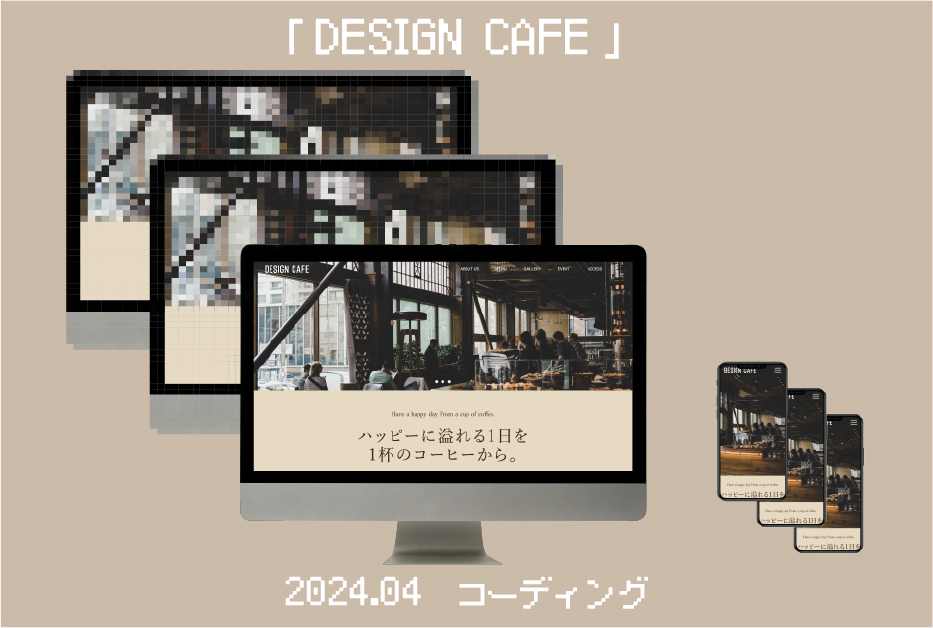 「DESIGN CAFE」
DESIGN CAFE
ABOUT US MENU GALLERY EVENT ACCESS
Have a happy day from a cup of coffee.
ハッピーに溢れる1日を
1杯のコーヒーから。
DESIGN CAFE
Have a happy day from a cup of coffee.
ハッピーに溢れる1日を
Have a happy day from a cup of coffee.
ハッピーに溢れる1日を
Have a happy day from a cup of coffee.
ハッピーに溢れる1日を
2024.04 コーディング